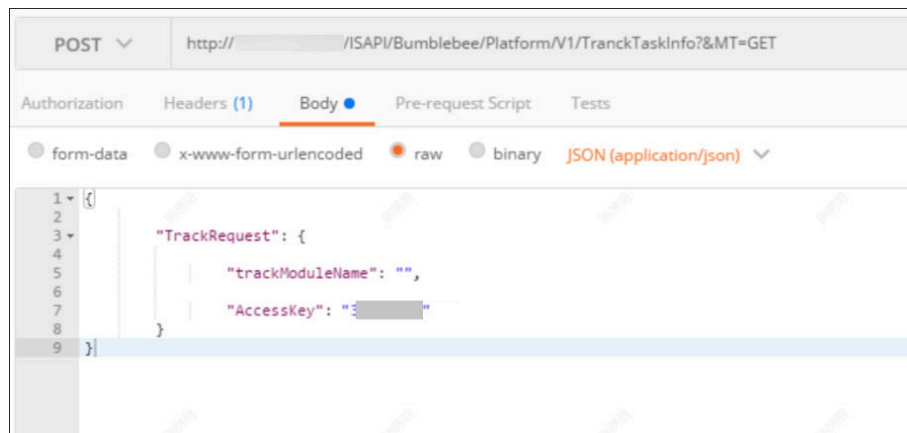 POST http:// /ISAPI/Bumblebee/Platform/V1/TranckTaskInfo?&MT=GET
Authorization Headers (1) Body Pre-request Script Tests
form-data x-www-form-urlencoded raw binary JSON (application/json)
1 {
2
3 "TrackRequest": {
4
5 "trackModuleName": "",
6
7 "AccessKey": "3 "
8 }
9 }